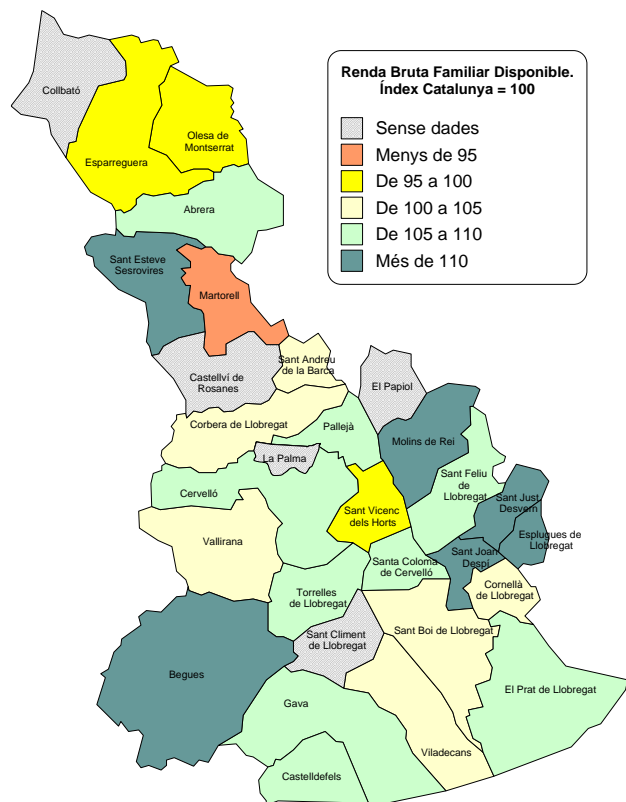 Renda Bruta Familiar Disponible.
Índex Catalunya = 100
Sense dades
Menys de 95
De 95 a 100
De 100 a 105
De 105 a 110
Més de 110
Collbató
Olesa de
Montserrat
Esparreguera
Abrera
Sant Esteve
Sesrovires
Martorell
Sant Andreu
de la Barca
Castellví de
Rosanes
El Papiol
Corbera de Llobregat
Pallejà
Molins de Rei
La Palma
Sant Feliu
de
Llobregat
Cervelló
Sant Just
Desvern
Sant Vicenc
dels Horts
Esplugues de
Llobregat
Vallirana
Sant Joan
Despí
Santa Coloma
de Cervelló
Cornellà
de Llobregat
Torrelles
de Llobregat
Sant Boi de Llobregat
Sant Climent
de Llobregat
Begues
El Prat de Llobregat
Gava
Viladecans
Castelldefels